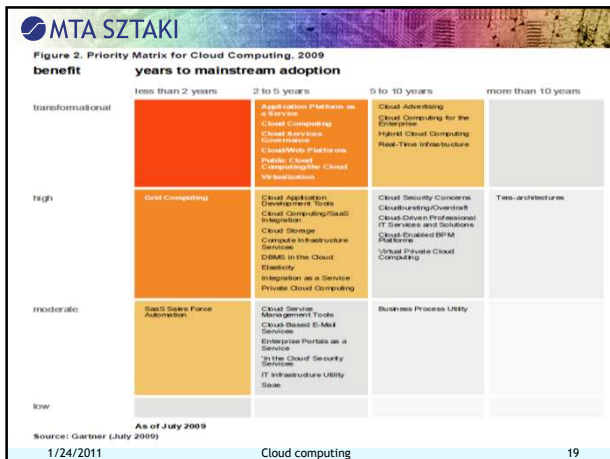 MTA SZTAKI
Figure 2. Priority Matrix for Cloud Computing, 2009
benefit
years to mainstream adoption
less than 2 years
2 to 5 years
5 to 10 years
more than 10 years
transformational
Application Platform as
a Service
Cloud Computing
Cloud Services
Governance
Cloud/Web Platforms
Public Cloud
Computing/the Cloud
Virtualization
Cloud Advertising
Cloud Computing for the
Enterprise
Hybrid Cloud Computing
Real-Time Infrastructure
high
Grid Computing
Cloud Application
Development Tools
Cloud Computing/SaaS
Integration
Cloud Storage
Compute Infrastructure
Services
DBMS in the Cloud
Elasticity
Integration as a Service
Private Cloud Computing
Cloud Security Concerns
Cloudbursting/Overdraft
Cloud-Driven Professional
IT Services and Solutions
Cloud-Enabled BPM
Platforms
Virtual Private Cloud
Computing
Tera-architectures
moderate
SaaS Sales Force
Automation
Cloud Service
Management Tools
Cloud-Based E-Mail
Services
Enterprise Portals as a
Service
'In the Cloud' Security
Services
IT Infrastructure Utility
SaaS
Business Process Utility
low
As of July 2009
Source: Gartner (July 2009)
1/24/2011
Cloud computing
19